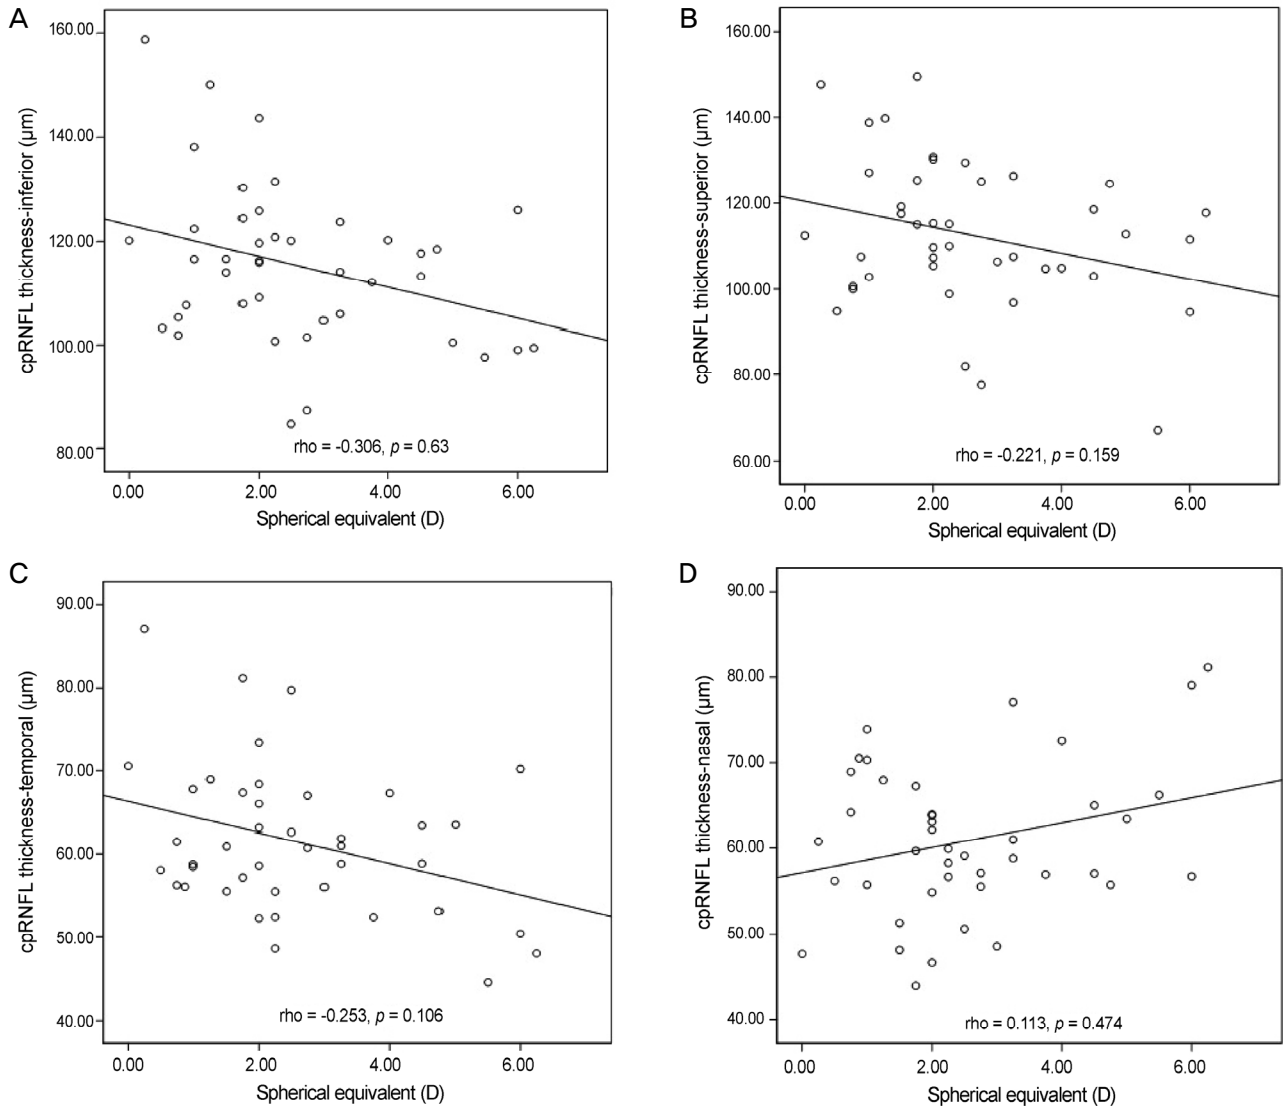 A
cpRNFL thickness-inferior (μm)
160.00
140.00
120.00
100.00
80.00
rho = -0.306, p = 0.63
0.00 2.00 4.00 6.00
Spherical equivalent (D)
B
cpRNFL thickness-superior (μm)
160.00
140.00
120.00
100.00
80.00
60.00
rho = -0.221, p = 0.159
0.00 2.00 4.00 6.00
Spherical equivalent (D)
C
cpRNFL thickness-temporal (μm)
90.00
80.00
70.00
60.00
50.00
40.00
rho = -0.253, p = 0.106
0.00 2.00 4.00 6.00
Spherical equivalent (D)
D
cpRNFL thickness-nasal (μm)
90.00
80.00
70.00
60.00
50.00
40.00
rho = 0.113, p = 0.474
0.00 2.00 4.00 6.00
Spherical equivalent (D)